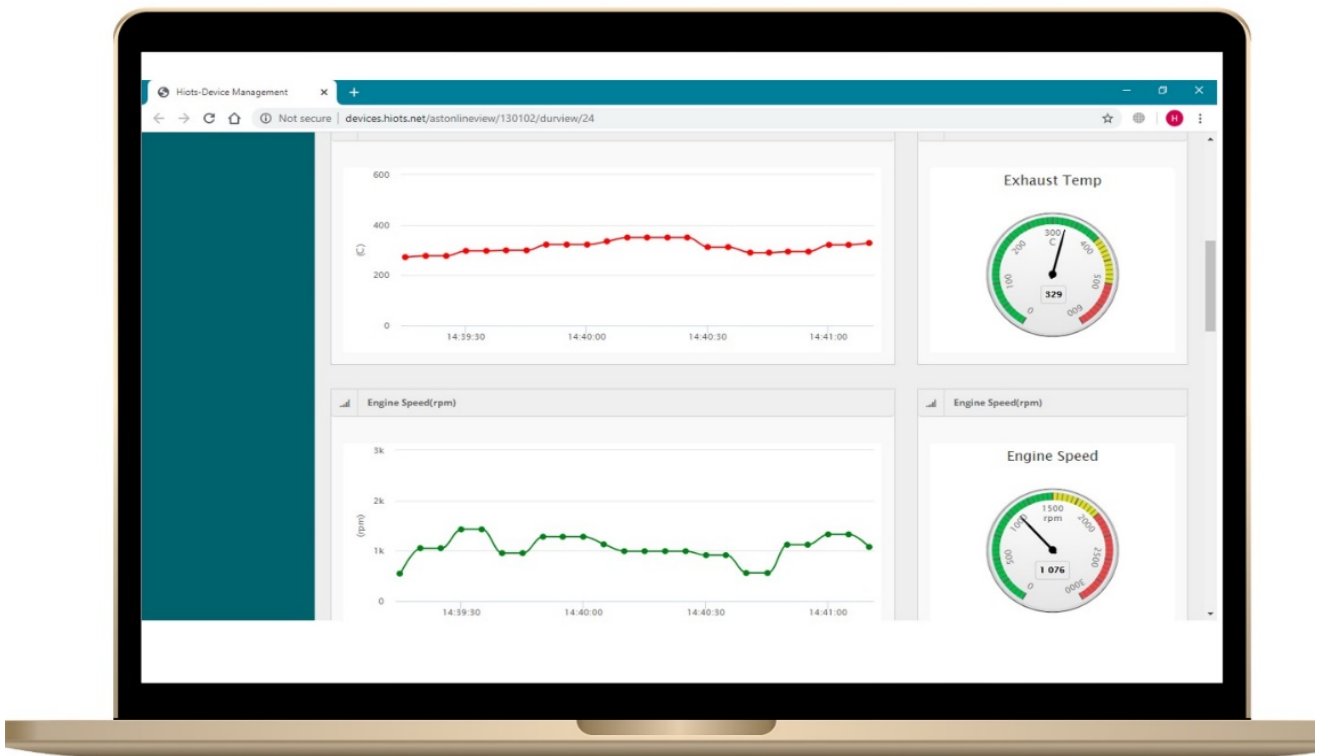 Hiots-Device Management
Not secure | devices.hiots.net/astonlineview/130102/durview/24
H
600
400
200
0
(C)
14:39:30
14:40:00
14:40:30
14:41:00
Exhaust Temp
0
100
200
300
400
500
600
C
329
Engine Speed(rpm)
3k
2k
1k
0
(rpm)
14:39:30
14:40:00
14:40:30
14:41:00
Engine Speed(rpm)
Engine Speed
0
500
1000
1500
2000
2500
3000
rpm
1 076